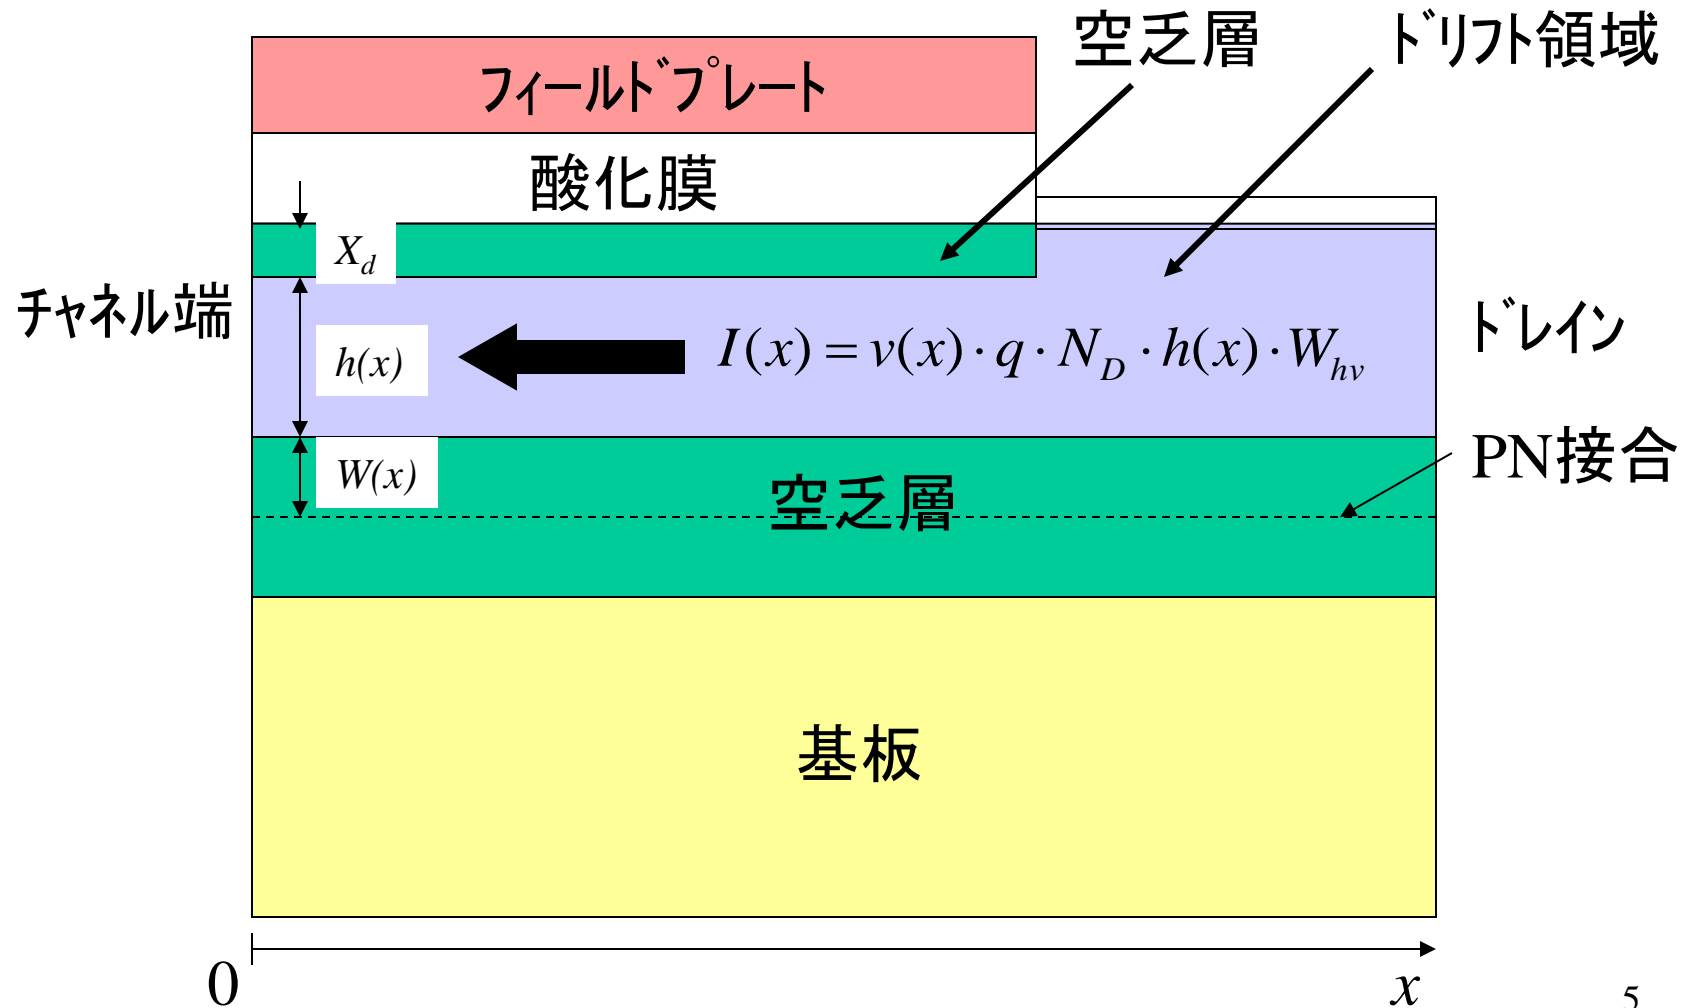 空乏層
ドリフト領域
フィールドプレート
酸化膜
X_d
チャネル端
h(x)
I(x) = v(x) · q · N_D · h(x) · W_{hv}
ドレイン
PN接合
W(x)
空乏層
基板
0
x
5